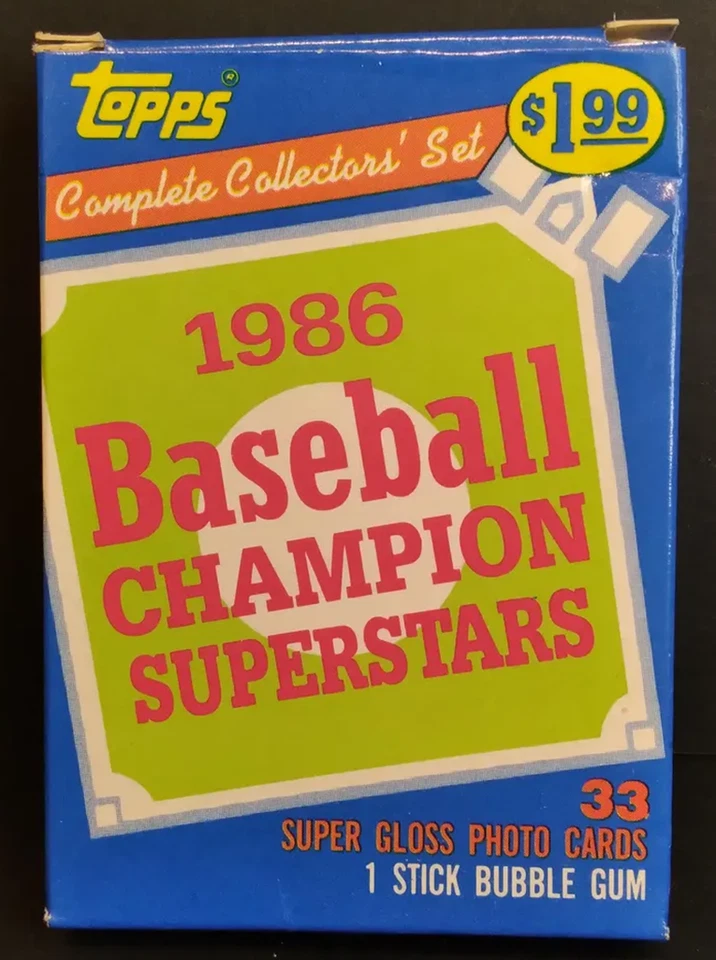 Topps®
$1.99
Complete Collectors' Set
1986
Baseball
CHAMPION
SUPERSTARS
33
SUPER GLOSS PHOTO CARDS
1 STICK BUBBLE GUM